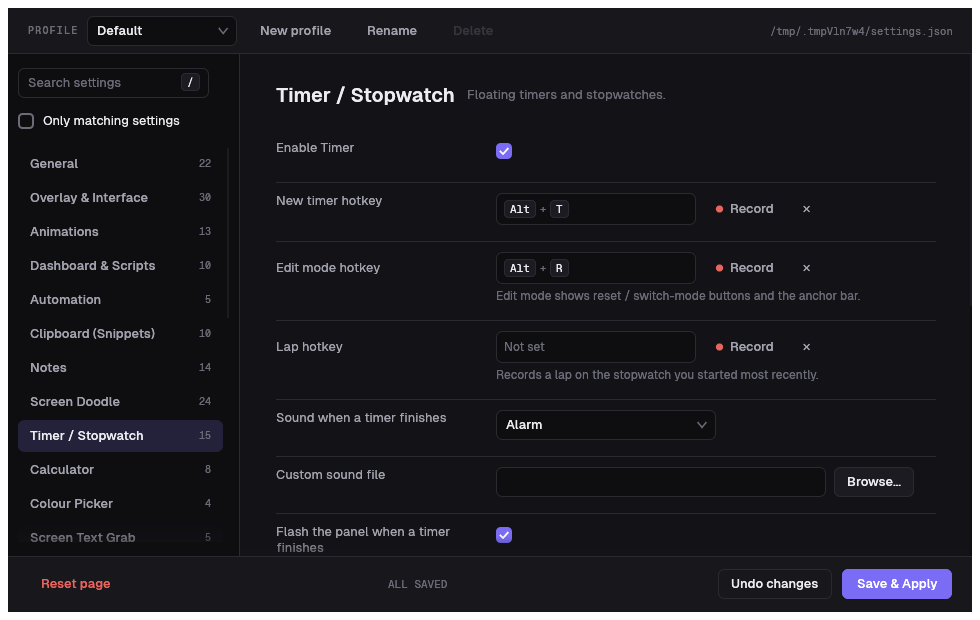 PROFILE Default New profile Rename Delete /tmp/.tmpVln7w4/settings.json
Search settings /
Only matching settings
General 22
Overlay & Interface 30
Animations 13
Dashboard & Scripts 10
Automation 5
Clipboard (Snippets) 10
Notes 14
Screen Doodle 24
Timer / Stopwatch 15
Calculator 8
Colour Picker 4
Screen Text Grab 5
Timer / Stopwatch Floating timers and stopwatches.
Enable Timer
New timer hotkey Alt + T Record ×
Edit mode hotkey Alt + R Record ×
Edit mode shows reset / switch-mode buttons and the anchor bar.
Lap hotkey Not set Record ×
Records a lap on the stopwatch you started most recently.
Sound when a timer finishes Alarm
Custom sound file Browse...
Flash the panel when a timer
finishes
Reset page ALL SAVED Undo changes Save & Apply